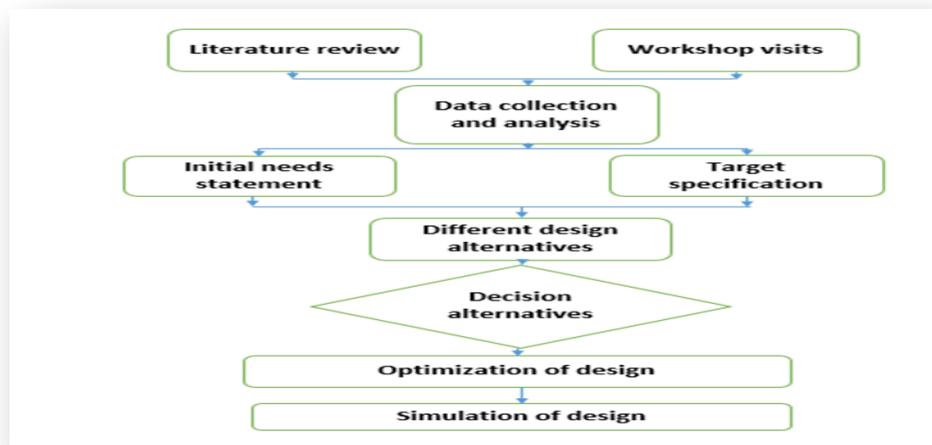 Literature review
Workshop visits
Data collection
and analysis
Initial needs
statement
Target
specification
Different design
alternatives
Decision
alternatives
Optimization of design
Simulation of design